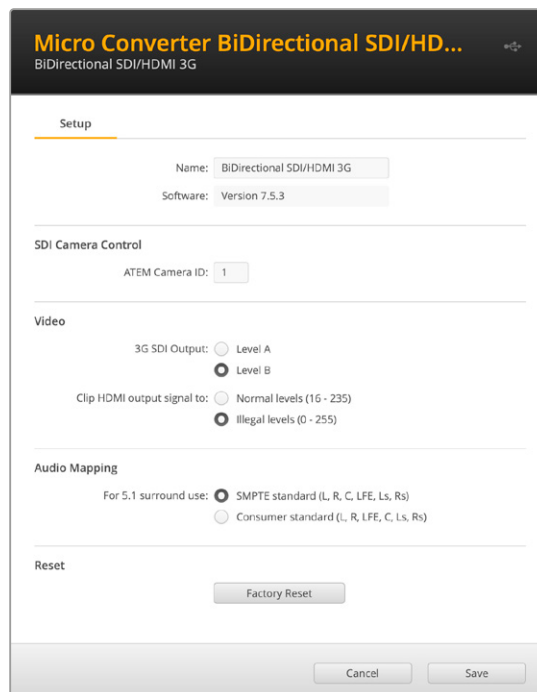 Micro Converter BiDirectional SDI/HD...
BiDirectional SDI/HDMI 3G
Setup
Name: BiDirectional SDI/HDMI 3G
Software: Version 7.5.3
SDI Camera Control
ATEM Camera ID: 1
Video
3G SDI Output: Level A
Level B
Clip HDMI output signal to: Normal levels (16 - 235)
Illegal levels (0 - 255)
Audio Mapping
For 5.1 surround use: SMPTE standard (L, R, C, LFE, Ls, Rs)
Consumer standard (L, R, LFE, C, Ls, Rs)
Reset
Factory Reset
Cancel Save